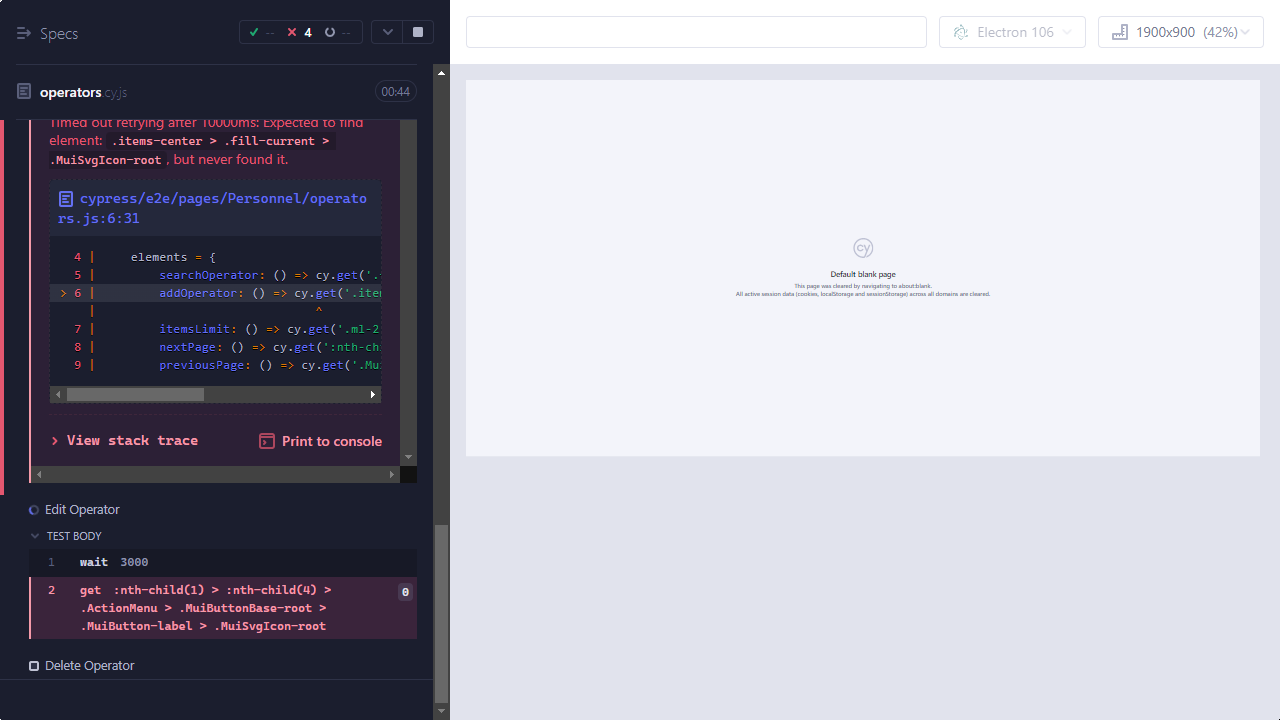 Specs
-- 4 --
Electron 106
1900x900 (42%)
operators.cy.js
00:44
Timed out retrying after 10000ms: Expected to find
element: .items-center > .fill-current >
.MuiSvgIcon-root, but never found it.
cypress/e2e/pages/Personnel/operato
rs.js:6:31
4 | elements = {
5 | searchOperator: () => cy.get('.
> 6 | addOperator: () => cy.get('.item
| ^
7 | itemsLimit: () => cy.get('.ml-2
8 | nextPage: () => cy.get(':nth-chi
9 | previousPage: () => cy.get('.Mui
View stack trace
Print to console
Edit Operator
TEST BODY
1 wait 3000
2 get :nth-child(1) > :nth-child(4) > 0
.ActionMenu > .MuiButtonBase-root >
.MuiButton-label > .MuiSvgIcon-root
Delete Operator
cy
Default blank page
This page was cleared by navigating to about:blank.
All active session data (cookies, localStorage and sessionStorage) across all domains are cleared.